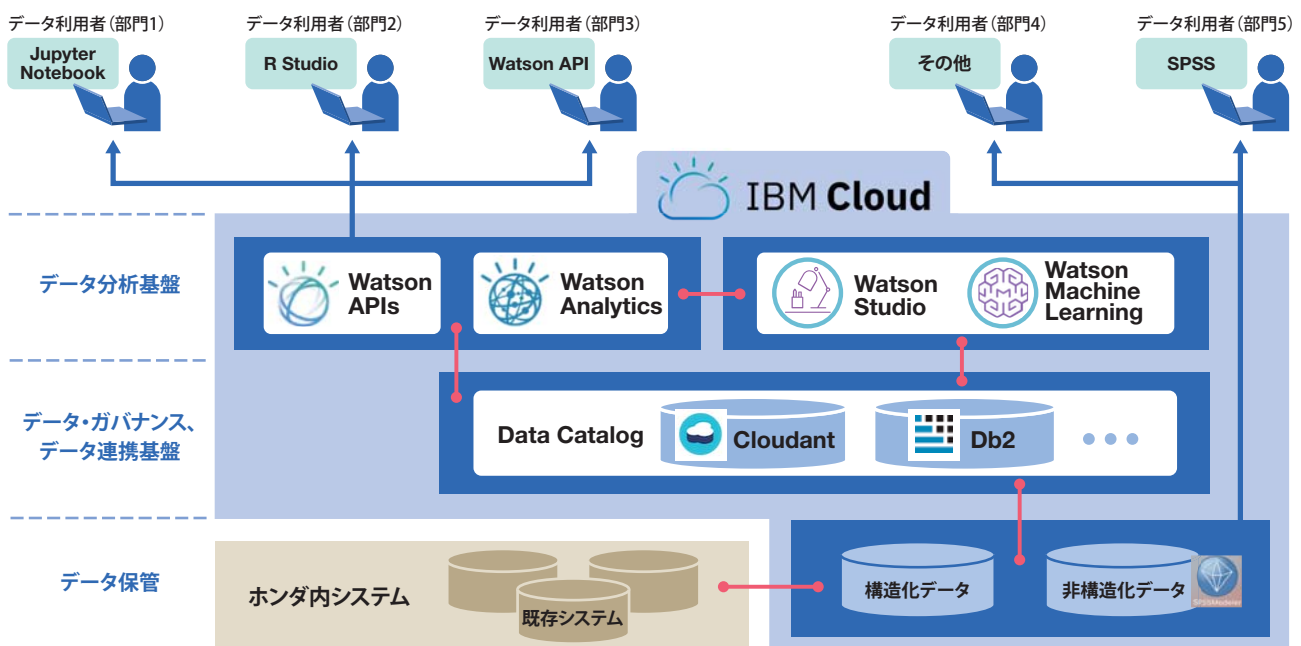 データ利用者（部門1）
データ利用者（部門2）
データ利用者（部門3）
データ利用者（部門4）
データ利用者（部門5）
Jupyter
Notebook
R Studio
Watson API
その他
SPSS
IBM Cloud
データ分析基盤
Watson
APIs
Watson
Analytics
Watson
Studio
Watson
Machine
Learning
データ・ガバナンス、
データ連携基盤
Data Catalog
Cloudant
Db2
データ保管
ホンダ内システム
既存システム
構造化データ
非構造化データ
SPSSModeler